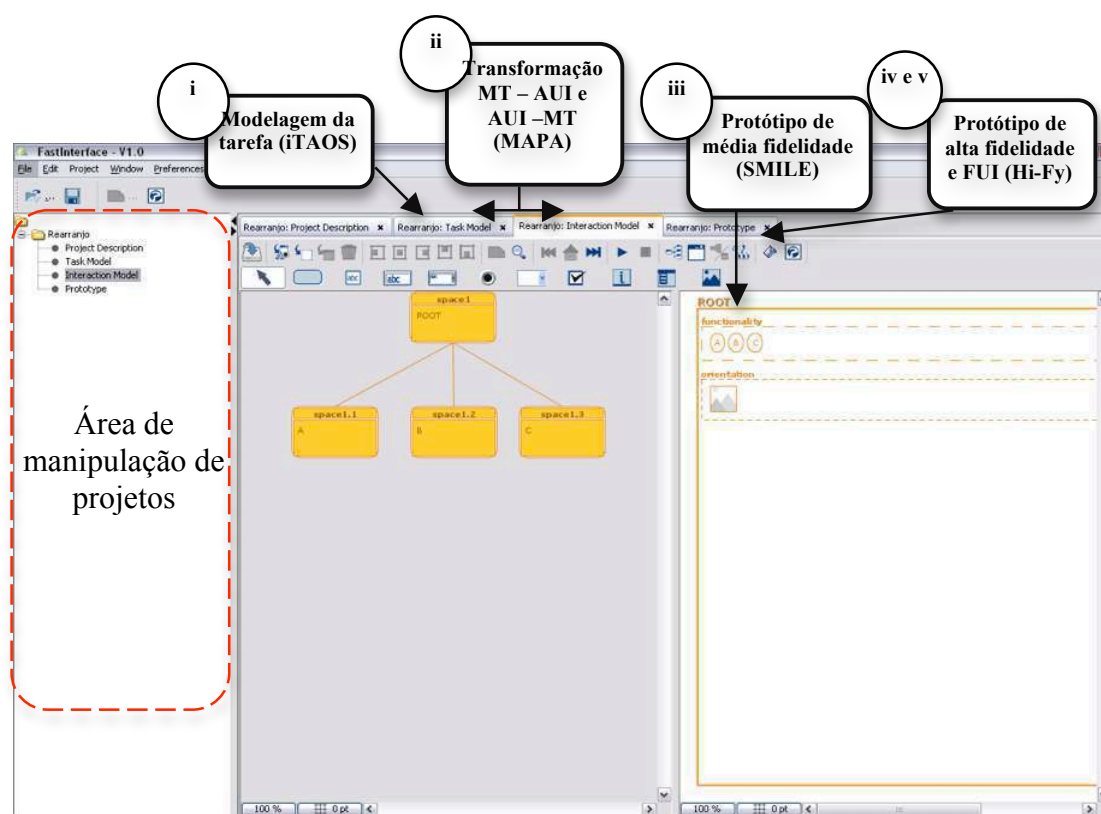 i
Modelagem da
tarefa (iTAOS)
ii
Transformação
MT – AUI e
AUI –MT
(MAPA)
iii
Protótipo de
média fidelidade
(SMILE)
iv e v
Protótipo de
alta fidelidade
e FUI (Hi-Fy)
FastInterface - V1.0
File Edit Project Window Preferences
Rearranjo
Project Description
Task Model
Interaction Model
Prototype
Área de
manipulação de
projetos
Rearranjo: Project Description
Rearranjo: Task Model
Rearranjo: Interaction Model
Rearranjo: Prototype
abc
abc
i
space1
ROOT
space1.1
A
space1.2
B
space1.3
C
ROOT
functionality
A B C
orientation
100 % 0 pt
100 % 0 pt